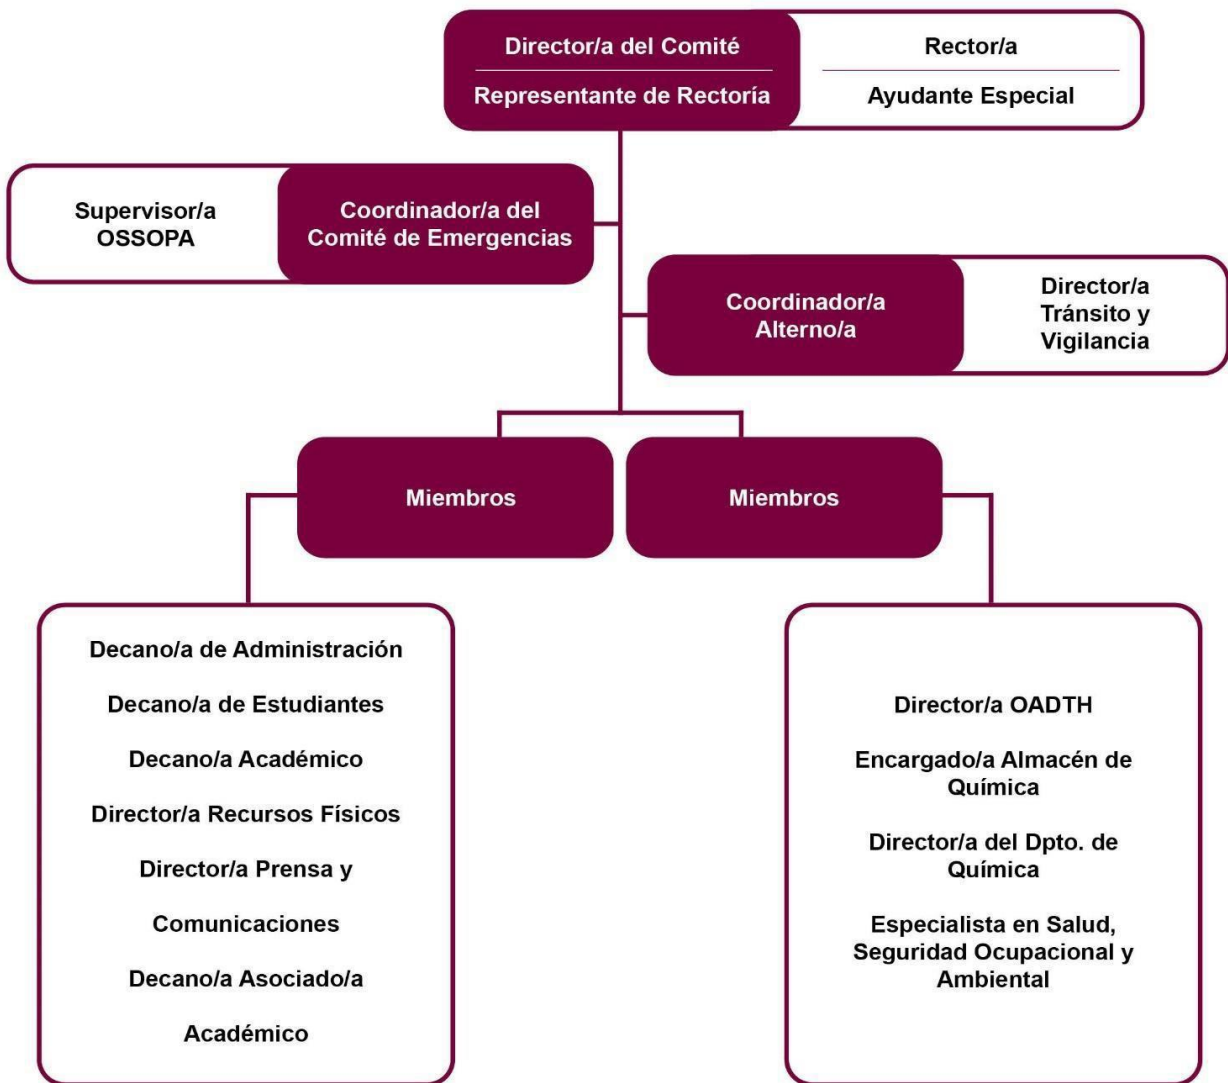 Director/a del Comité
Representante de Rectoría
Rector/a
Ayudante Especial
Supervisor/a
OSSOPA
Coordinador/a del
Comité de Emergencias
Coordinador/a
Alterno/a
Director/a
Tránsito y
Vigilancia
Miembros
Miembros
Decano/a de Administración
Decano/a de Estudiantes
Decano/a Académico
Director/a Recursos Físicos
Director/a Prensa y
Comunicaciones
Decano/a Asociado/a
Académico
Director/a OADTH
Encargado/a Almacén de
Química
Director/a del Dpto. de
Química
Especialista en Salud,
Seguridad Ocupacional y
Ambiental